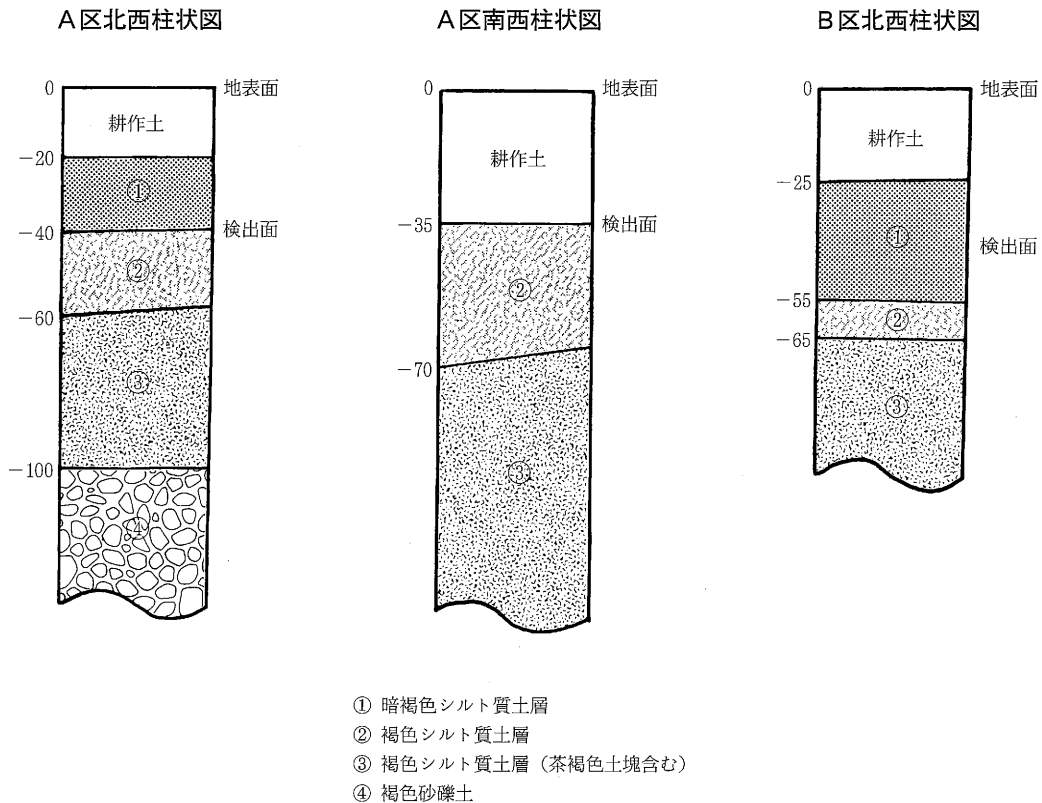 A区北西柱状図
0
地表面
耕作土
−20
①
−40
検出面
②
−60
③
−100
④
A区南西柱状図
0
地表面
耕作土
−35
検出面
②
−70
③
B区北西柱状図
0
地表面
耕作土
−25
①
検出面
−55
②
−65
③
① 暗褐色シルト質土層
② 褐色シルト質土層
③ 褐色シルト質土層（茶褐色土塊含む）
④ 褐色砂礫土